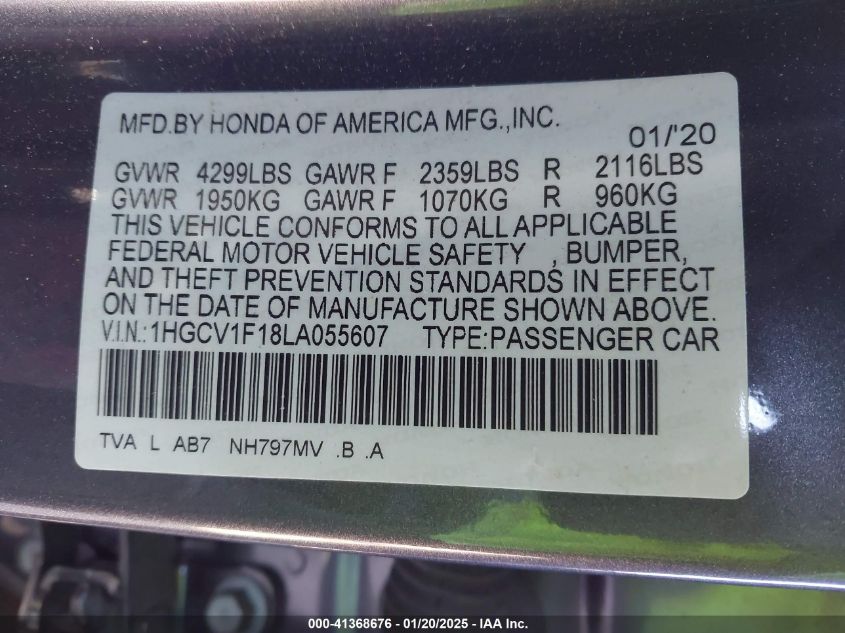 MFD.BY HONDA OF AMERICA MFG.,INC.
01/'20
GVWR 4299LBS GAWR F 2359LBS R 2116LBS
GVWR 1950KG GAWR F 1070KG R 960KG
THIS VEHICLE CONFORMS TO ALL APPLICABLE
FEDERAL MOTOR VEHICLE SAFETY , BUMPER,
AND THEFT PREVENTION STANDARDS IN EFFECT
ON THE DATE OF MANUFACTURE SHOWN ABOVE.
V.I.N.:1HGCV1F18LA055607 TYPE:PASSENGER CAR
TVA L AB7 NH797MV .B .A
000-41368676 / 01/20/2025 - IAA Inc.